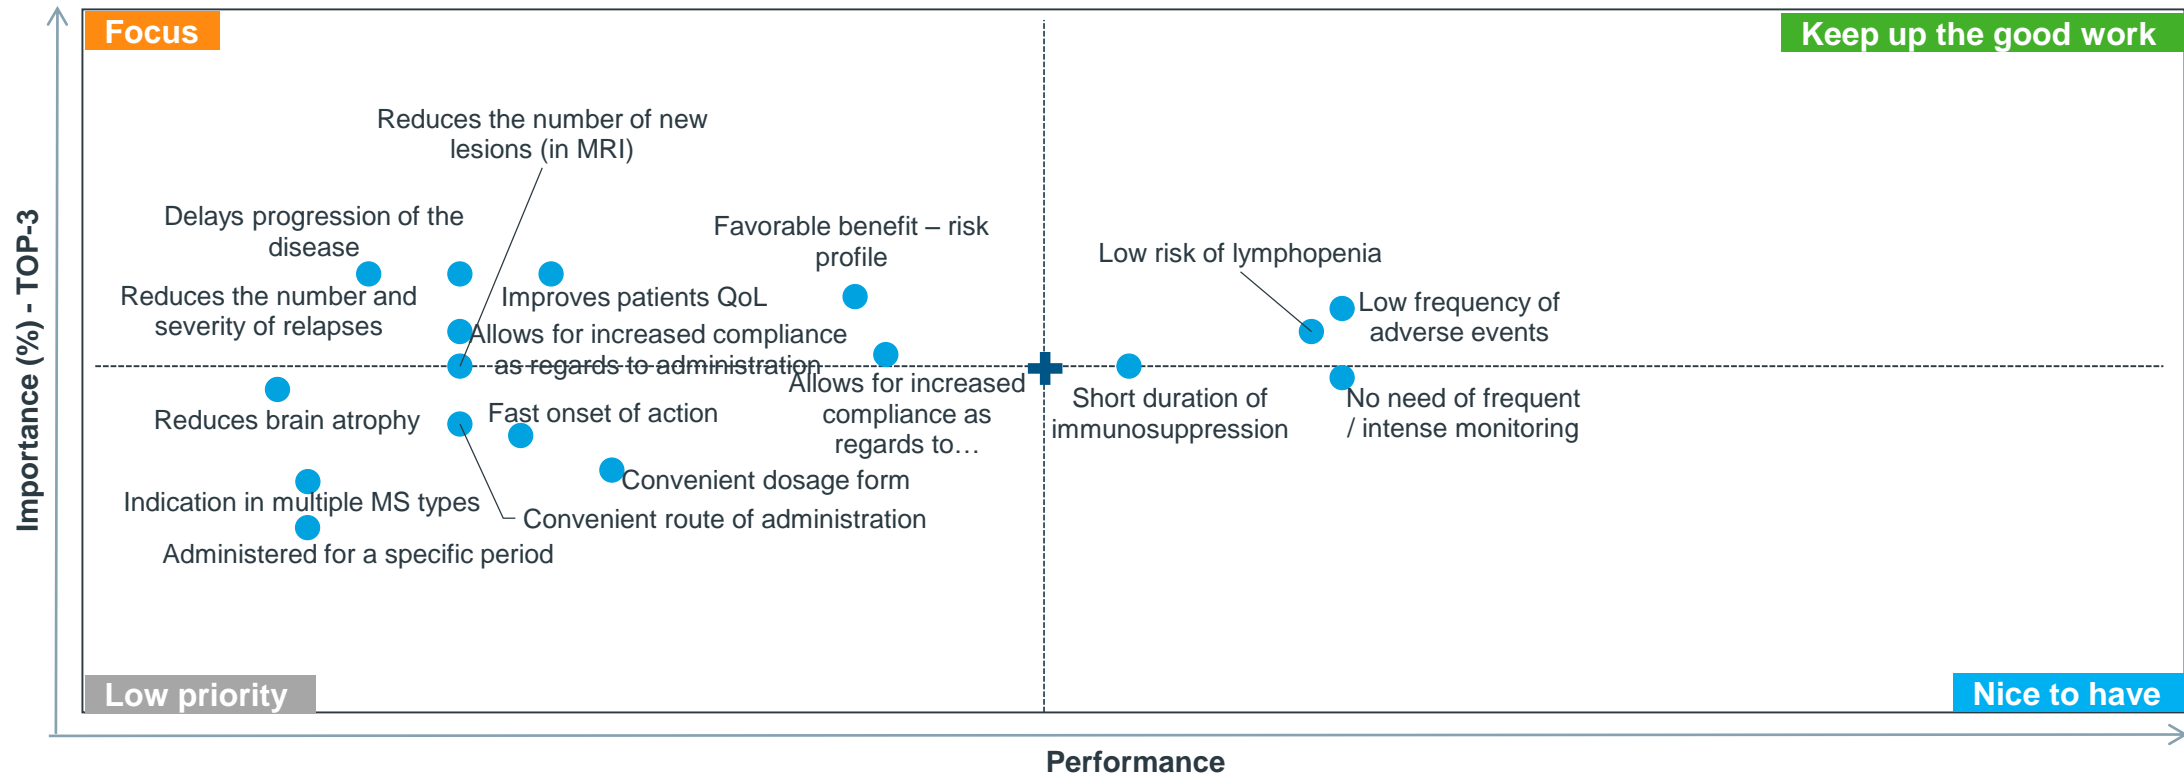 Focus
Keep up the good work
Reduces the number of new
lesions (in MRI)
Delays progression of the
disease
Favorable benefit – risk
profile
Low risk of lymphopenia
Reduces the number and
severity of relapses
Improves patients QoL
Low frequency of
adverse events
Allows for increased compliance
as regards to administration
Allows for increased
compliance as
regards to…
Short duration of
immunosuppression
No need of frequent
/ intense monitoring
Reduces brain atrophy
Fast onset of action
Convenient dosage form
Indication in multiple MS types
Convenient route of administration
Administered for a specific period
Low priority
Nice to have
Importance (%) - TOP-3
Performance